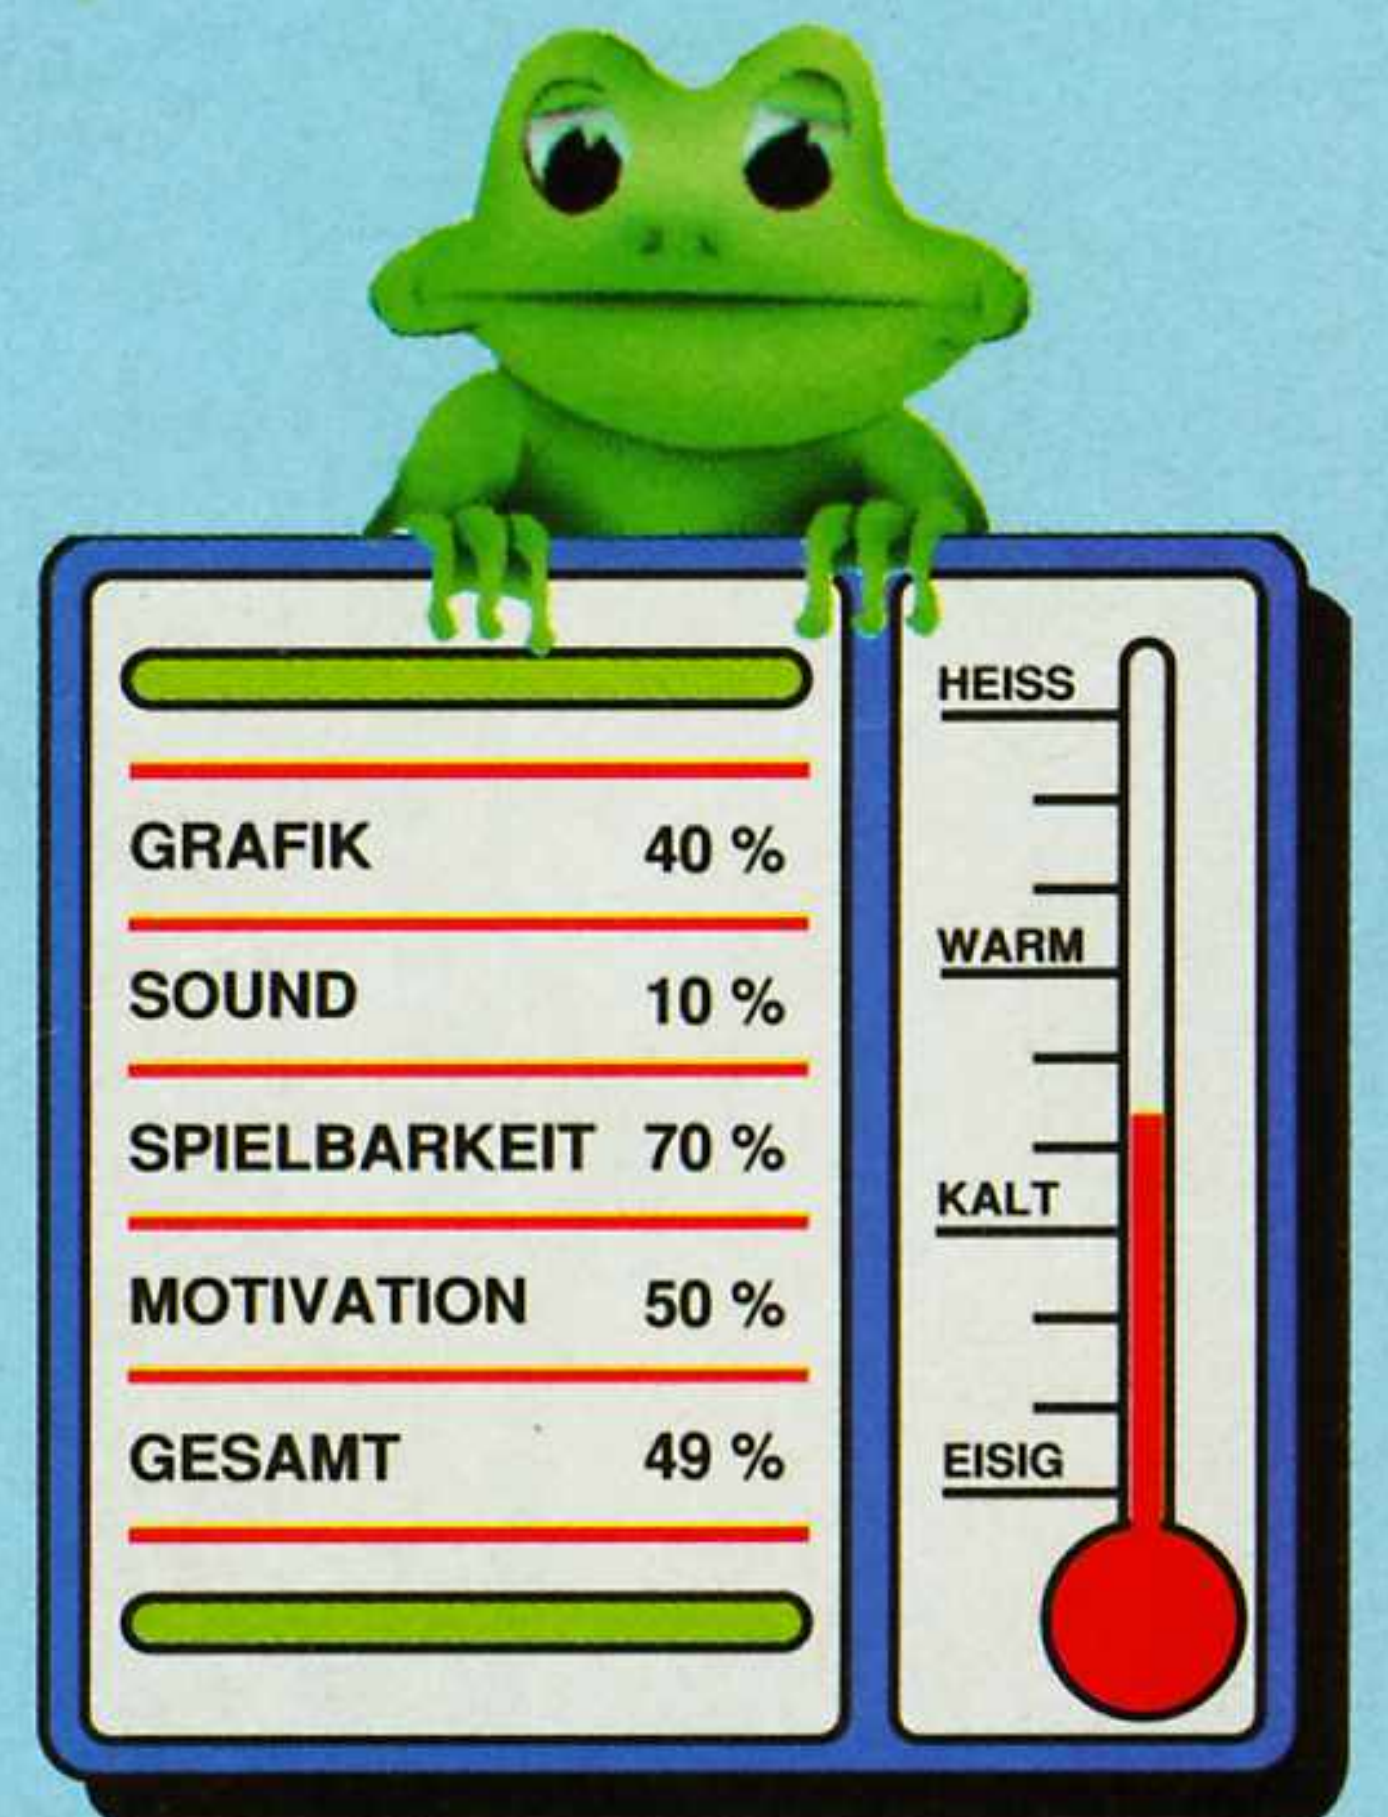 GRAFIK 40 %
SOUND 10 %
SPIELBARKEIT 70 %
MOTIVATION 50 %
GESAMT 49 %
HEISS
WARM
KALT
EISIG